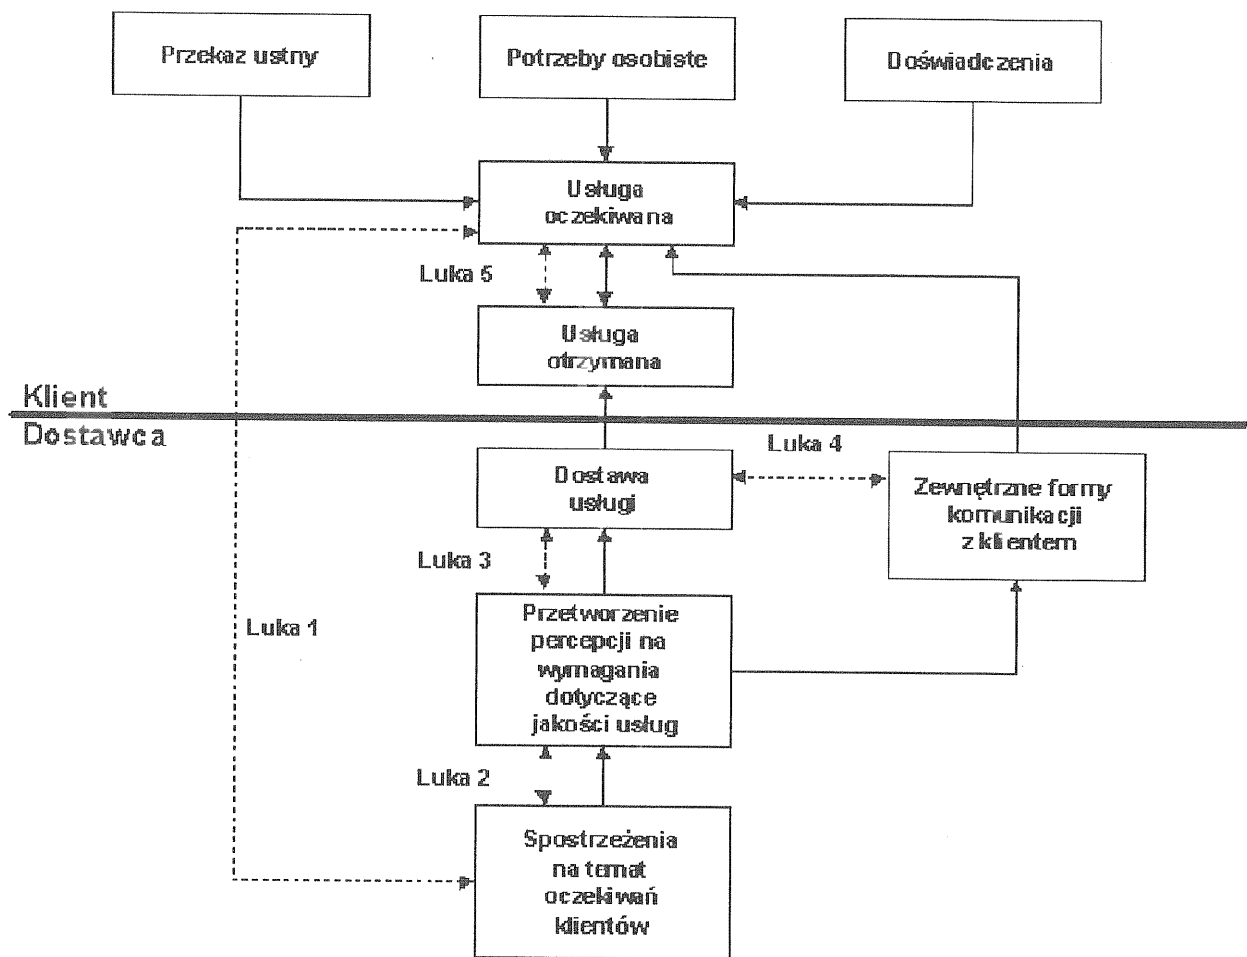 Przekaz ustny
Potrzeby osobiste
Doświadczenia
Usługa
oczekiwana
Luka 5
Usługa
otrzymana
Klient
Dostawca
Luka 4
Dostawa
usługi
Zewnętrzne formy
komunikacji
z klientem
Luka 3
Przetworzenie
percepcji na
wymagania
dotyczące
jakości usług
Luka 1
Luka 2
Spostrzeżenia
na temat
oczekiwań
klientów